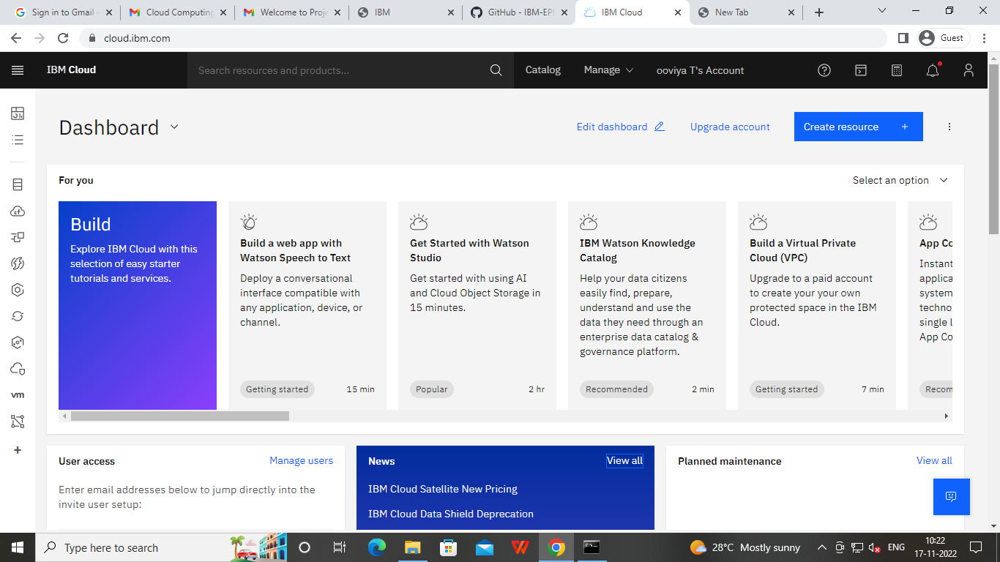 Sign in to Gmail -
Cloud Computing
Welcome to Proje
IBM
GitHub - IBM-EPB
IBM Cloud
New Tab
cloud.ibm.com
Guest
IBM Cloud
Search resources and products...
Catalog
Manage
ooviya T's Account
Dashboard
Edit dashboard
Upgrade account
Create resource +
For you
Select an option
Build
Explore IBM Cloud with this
selection of easy starter
tutorials and services.
Build a web app with
Watson Speech to Text
Deploy a conversational
interface compatible with
any application, device, or
channel.
Getting started
15 min
Get Started with Watson
Studio
Get started with using AI
and Cloud Object Storage in
15 minutes.
Popular
2 hr
IBM Watson Knowledge
Catalog
Help your data citizens
easily find, prepare,
understand and use the
data they need through an
enterprise data catalog &
governance platform.
Recommended
2 min
Build a Virtual Private
Cloud (VPC)
Upgrade to a paid account
to create your your own
protected space in the IBM
Cloud.
Getting started
7 min
App Co
Instant
applica
system
techno
single l
App Co
Recom
cf
vm
User access
Manage users
Enter email addresses below to jump directly into the
invite user setup:
News
View all
IBM Cloud Satellite New Pricing
IBM Cloud Data Shield Deprecation
Planned maintenance
View all
Type here to search
28°C Mostly sunny
ENG
10:22
17-11-2022